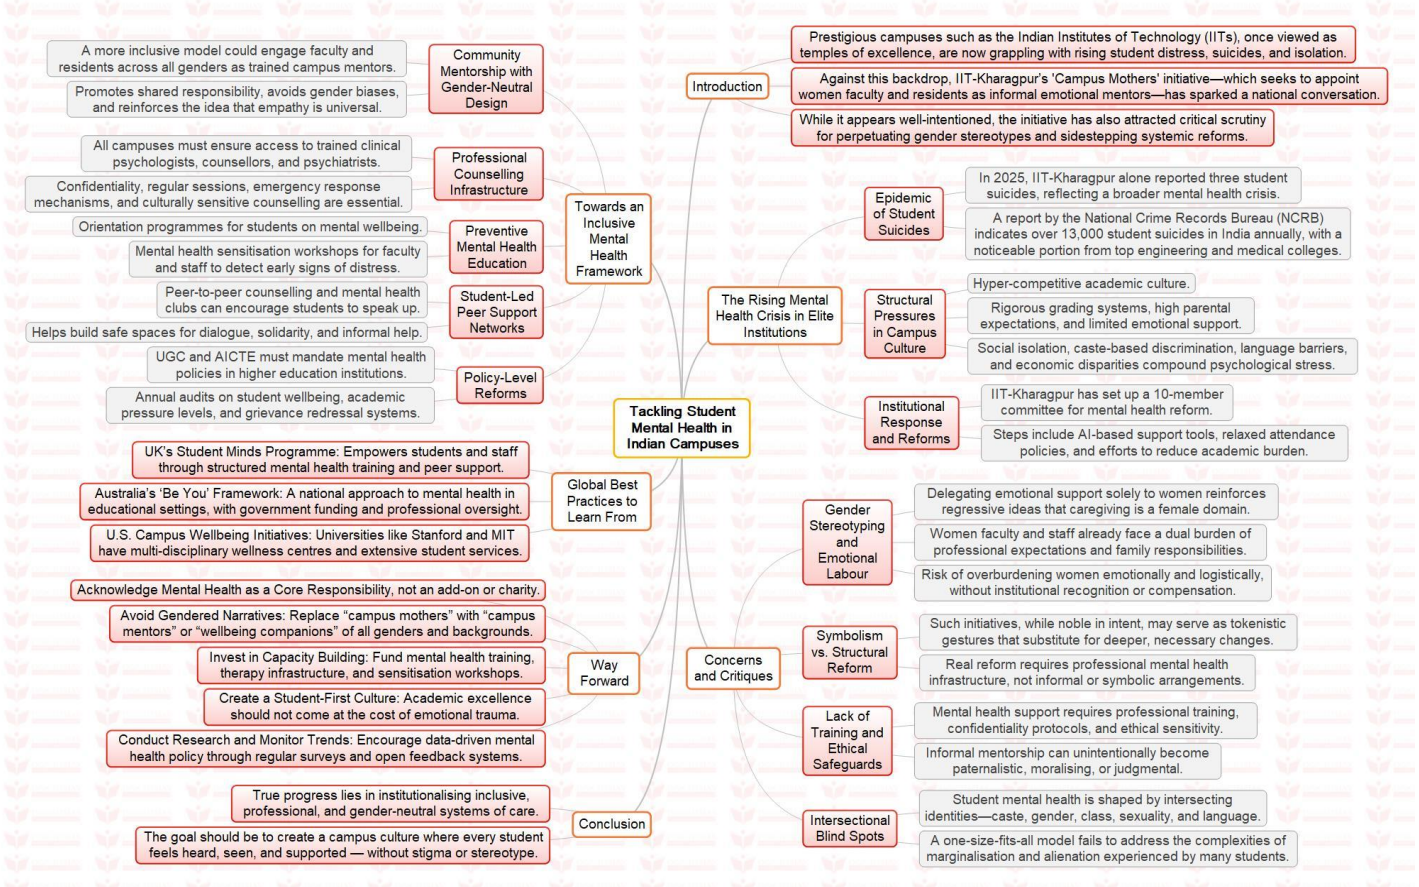 Tackling Student
Mental Health in
Indian Campuses
Introduction
Prestigious campuses such as the Indian Institutes of Technology (IITs), once viewed as
temples of excellence, are now grappling with rising student distress, suicides, and isolation.
Against this backdrop, IIT-Kharagpur's 'Campus Mothers' initiative—which seeks to appoint
women faculty and residents as informal emotional mentors—has sparked a national conversation.
While it appears well-intentioned, the initiative has also attracted critical scrutiny
for perpetuating gender stereotypes and sidestepping systemic reforms.
The Rising Mental
Health Crisis in Elite
Institutions
Epidemic
of Student
Suicides
In 2025, IIT-Kharagpur alone reported three student
suicides, reflecting a broader mental health crisis.
A report by the National Crime Records Bureau (NCRB)
indicates over 13,000 student suicides in India annually, with a
noticeable portion from top engineering and medical colleges.
Structural
Pressures
in Campus
Culture
Hyper-competitive academic culture.
Rigorous grading systems, high parental
expectations, and limited emotional support.
Social isolation, caste-based discrimination, language barriers,
and economic disparities compound psychological stress.
Institutional
Response
and Reforms
IIT-Kharagpur has set up a 10-member
committee for mental health reform.
Steps include AI-based support tools, relaxed attendance
policies, and efforts to reduce academic burden.
Concerns
and Critiques
Gender
Stereotyping
and
Emotional
Labour
Delegating emotional support solely to women reinforces
regressive ideas that caregiving is a female domain.
Women faculty and staff already face a dual burden of
professional expectations and family responsibilities.
Risk of overburdening women emotionally and logistically,
without institutional recognition or compensation.
Symbolism
vs. Structural
Reform
Such initiatives, while noble in intent, may serve as tokenistic
gestures that substitute for deeper, necessary changes.
Real reform requires professional mental health
infrastructure, not informal or symbolic arrangements.
Lack of
Training and
Ethical
Safeguards
Mental health support requires professional training,
confidentiality protocols, and ethical sensitivity.
Informal mentorship can unintentionally become
paternalistic, moralising, or judgmental.
Intersectional
Blind Spots
Student mental health is shaped by intersecting
identities—caste, gender, class, sexuality, and language.
A one-size-fits-all model fails to address the complexities of
marginalisation and alienation experienced by many students.
Towards an
Inclusive
Mental
Health
Framework
Community
Mentorship with
Gender-Neutral
Design
A more inclusive model could engage faculty and
residents across all genders as trained campus mentors.
Promotes shared responsibility, avoids gender biases,
and reinforces the idea that empathy is universal.
Professional
Counselling
Infrastructure
All campuses must ensure access to trained clinical
psychologists, counsellors, and psychiatrists.
Confidentiality, regular sessions, emergency response
mechanisms, and culturally sensitive counselling are essential.
Preventive
Mental Health
Education
Orientation programmes for students on mental wellbeing.
Mental health sensitisation workshops for faculty
and staff to detect early signs of distress.
Student-Led
Peer Support
Networks
Peer-to-peer counselling and mental health
clubs can encourage students to speak up.
Helps build safe spaces for dialogue, solidarity, and informal help.
Policy-Level
Reforms
UGC and AICTE must mandate mental health
policies in higher education institutions.
Annual audits on student wellbeing, academic
pressure levels, and grievance redressal systems.
Global Best
Practices to
Learn From
UK's Student Minds Programme: Empowers students and staff
through structured mental health training and peer support.
Australia's ‘Be You’ Framework: A national approach to mental health in
educational settings, with government funding and professional oversight.
U.S. Campus Wellbeing Initiatives: Universities like Stanford and MIT
have multi-disciplinary wellness centres and extensive student services.
Way
Forward
Acknowledge Mental Health as a Core Responsibility, not an add-on or charity.
Avoid Gendered Narratives: Replace “campus mothers” with “campus
mentors” or “wellbeing companions” of all genders and backgrounds.
Invest in Capacity Building: Fund mental health training,
therapy infrastructure, and sensitisation workshops.
Create a Student-First Culture: Academic excellence
should not come at the cost of emotional trauma.
Conduct Research and Monitor Trends: Encourage data-driven mental
health policy through regular surveys and open feedback systems.
Conclusion
True progress lies in institutionalising inclusive,
professional, and gender-neutral systems of care.
The goal should be to create a campus culture where every student
feels heard, seen, and supported — without stigma or stereotype.